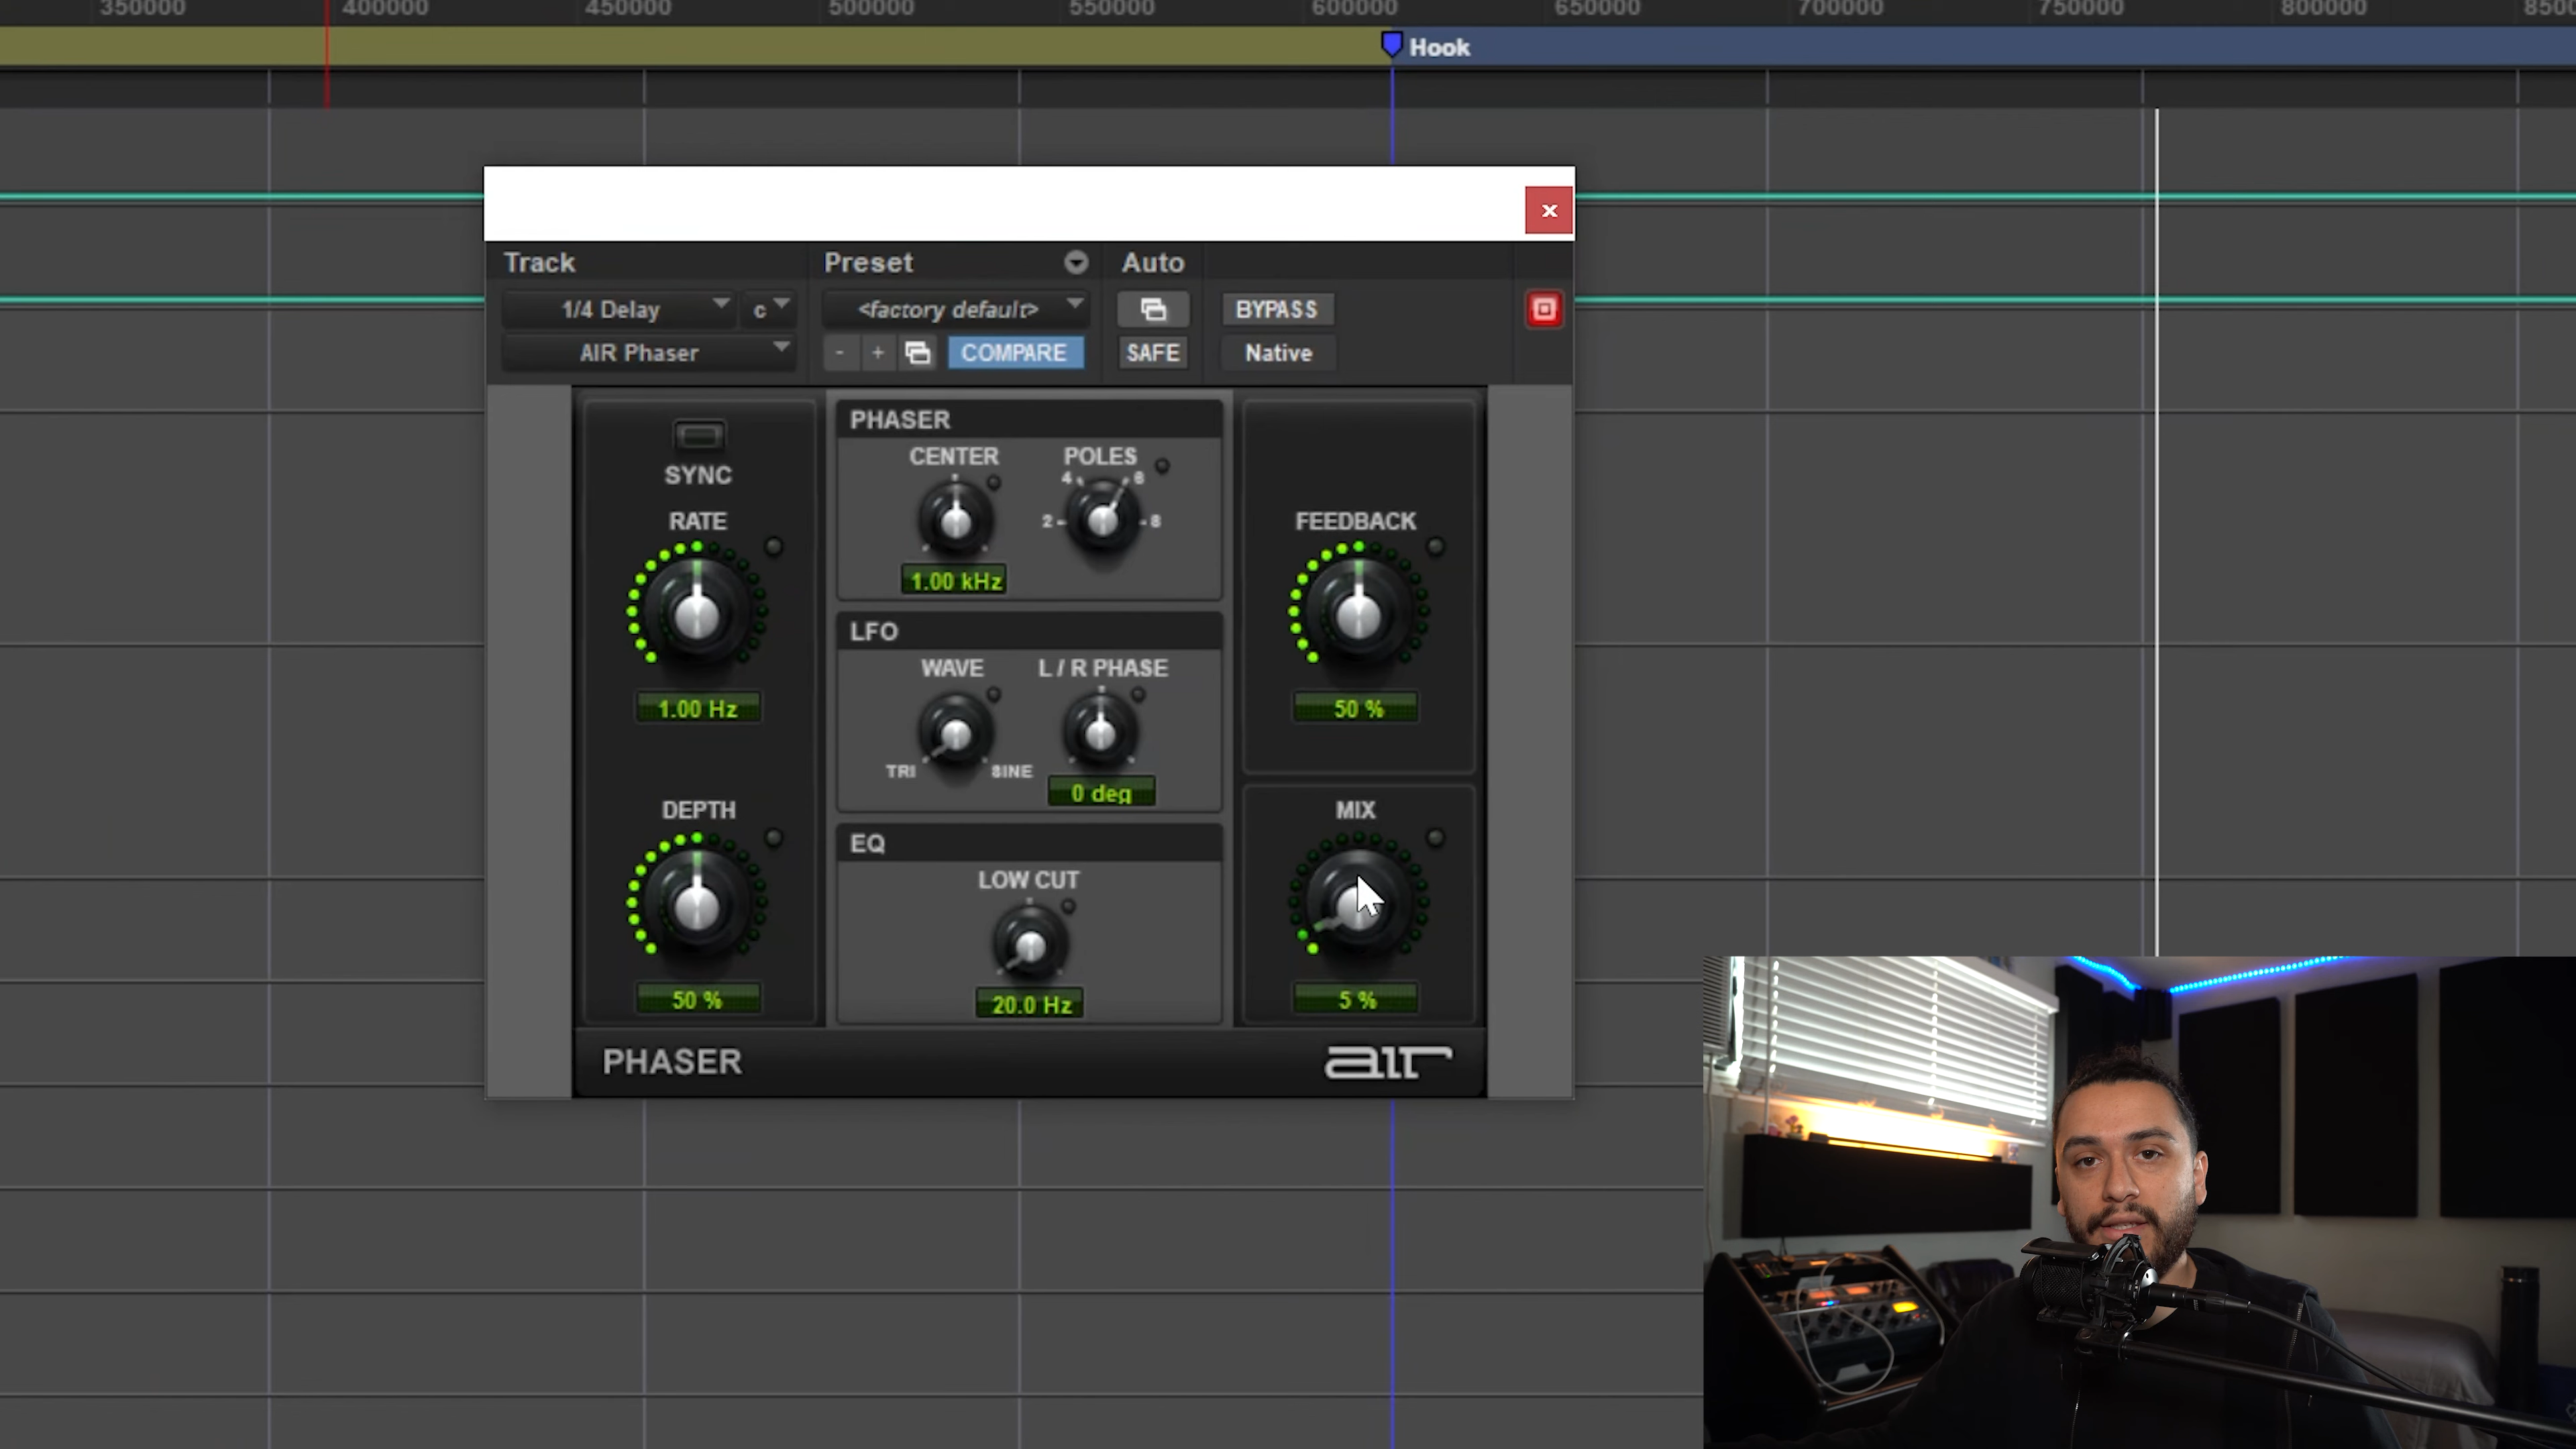 350000 400000 450000 500000 550000 600000 650000 700000 750000 800000
Hook
x
Track Preset Auto
1/4 Delay c <factory default> BYPASS
AIR Phaser - + COMPARE SAFE Native
PHASER
CENTER POLES
4 6
2 8
1.00 kHz
SYNC
RATE
1.00 Hz
DEPTH
50 %
LFO
WAVE L / R PHASE
TRI SINE
0 deg
EQ
LOW CUT
20.0 Hz
FEEDBACK
50 %
MIX
5 %
PHASER air